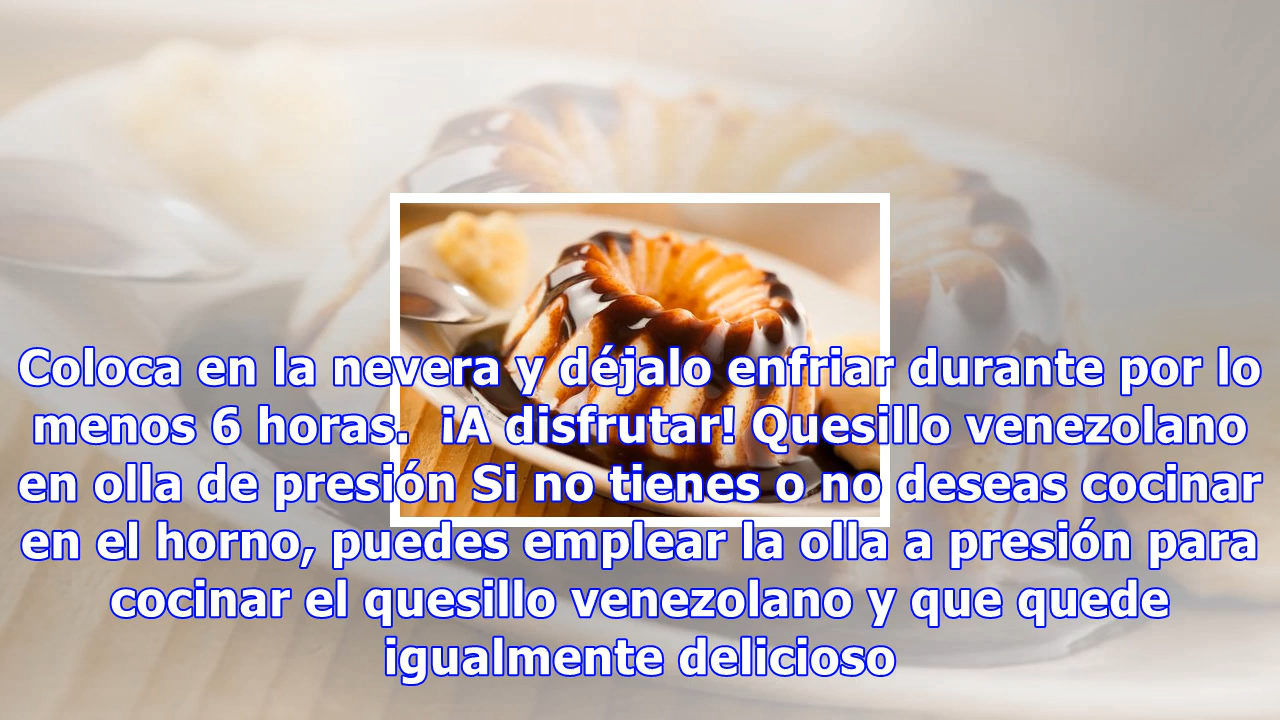 Coloca en la nevera y déjalo enfriar durante por lo
menos 6 horas.  ¡A disfrutar! Quesillo venezolano
en olla de presión Si no tienes o no deseas cocinar
en el horno, puedes emplear la olla a presión para
cocinar el quesillo venezolano y que quede
igualmente delicioso